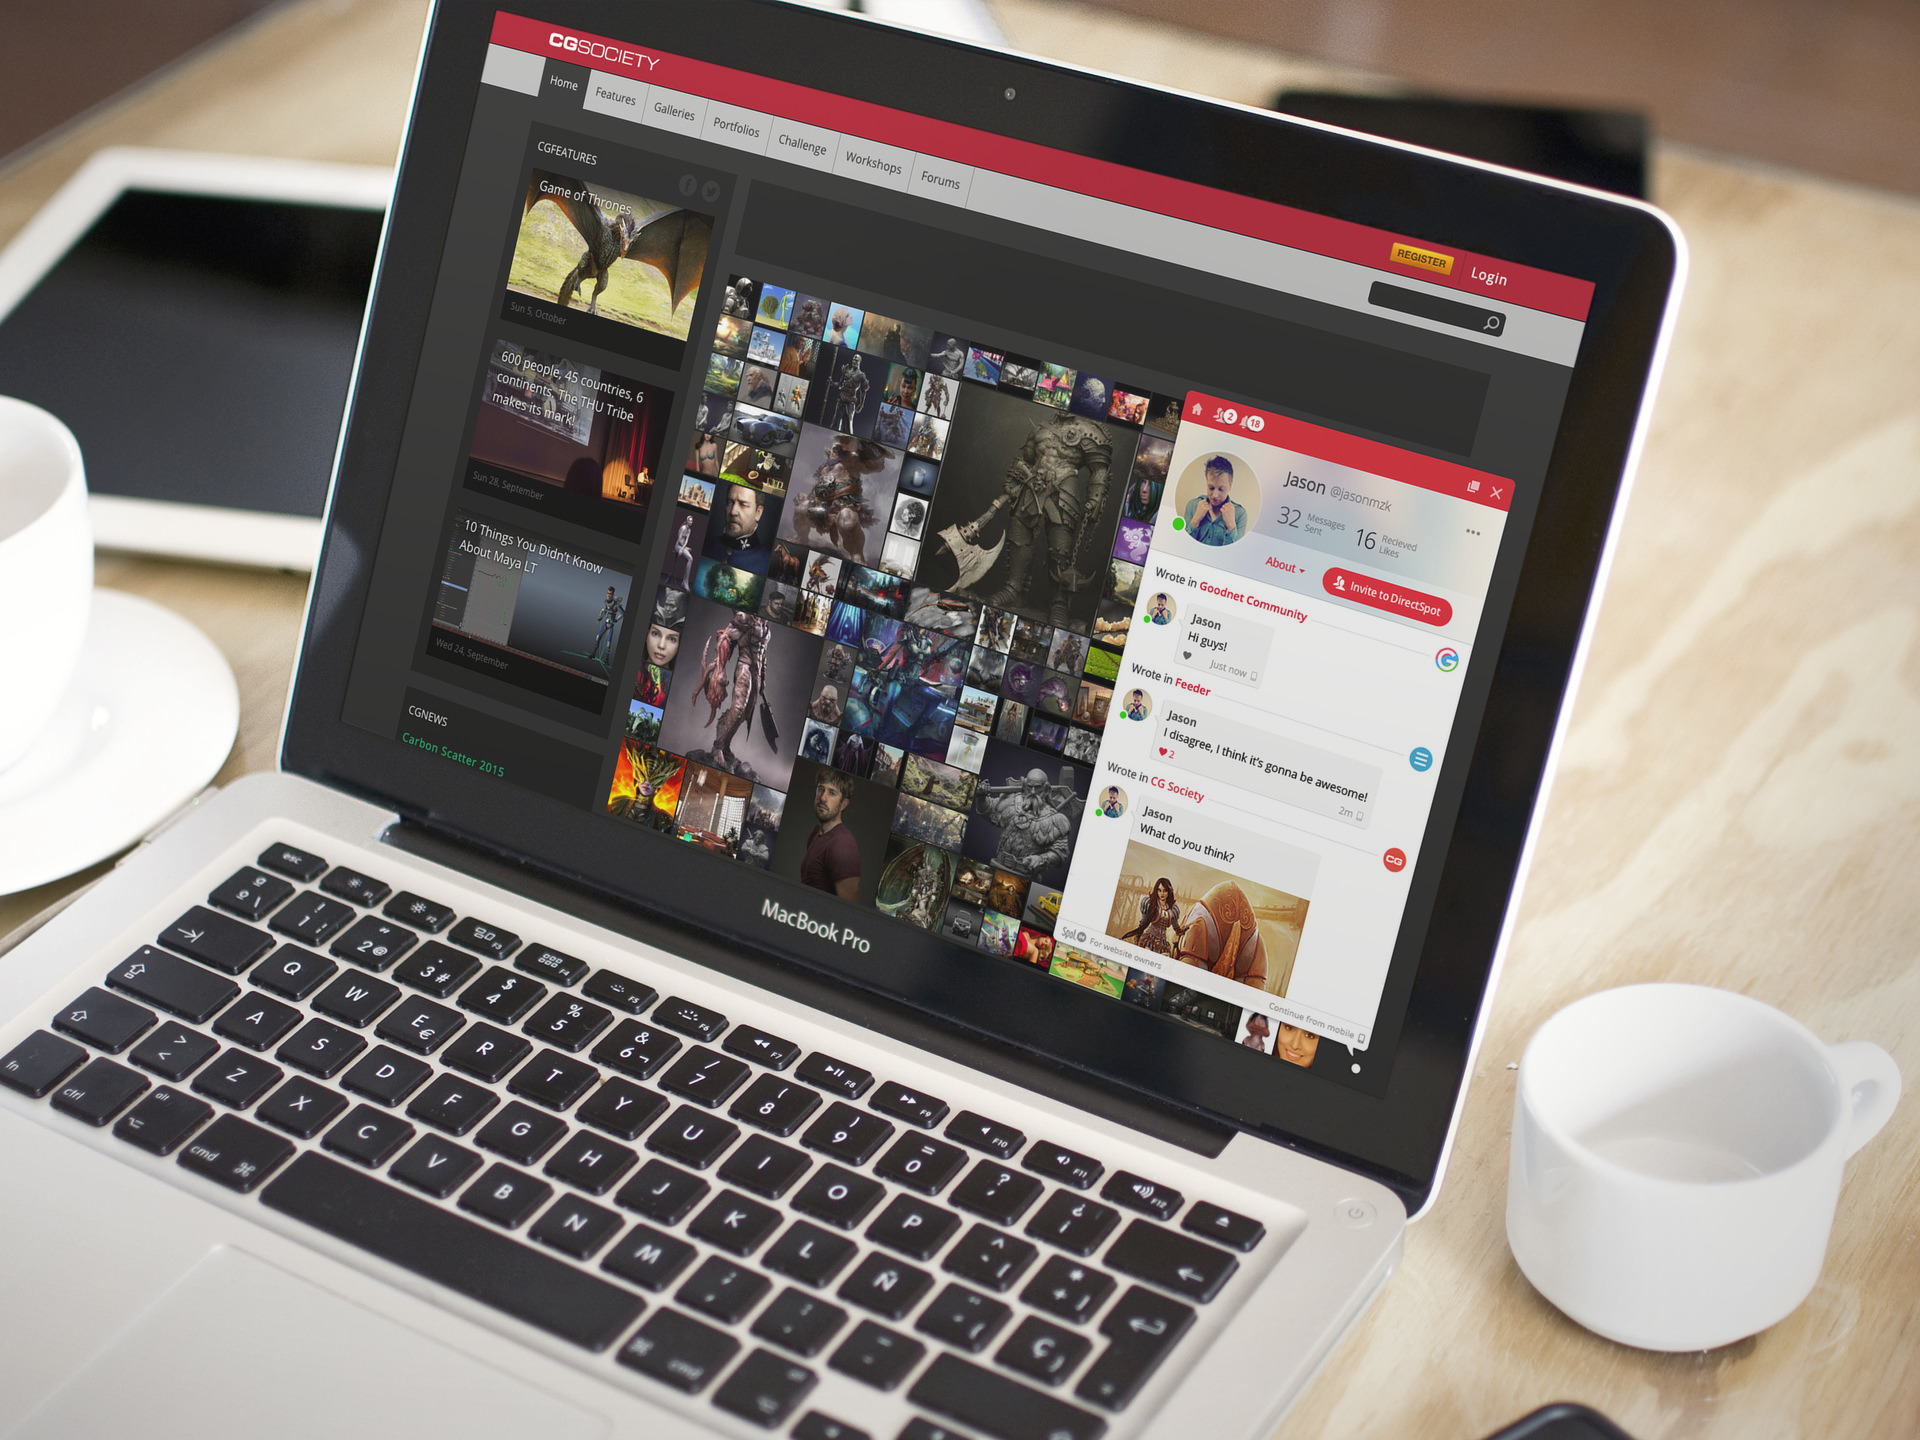 CGSOCIETY
Home
Features
Galleries
Portfolios
Challenge
Workshops
Forums
REGISTER
Login
CGFEATURES
Game of Thrones
Sun 5, October
600 people, 45 countries, 6
continents. The THU Tribe
makes its mark!
Sun 28, September
10 Things You Didn't Know
About Maya LT
Wed 24, September
CGNEWS
Carbon Scatter 2015
2
18
Jason @jasonmzk
32 Messages
Sent
16 Recieved
Likes
About
Invite to DirectSpot
Wrote in Goodnet Community
Jason
Hi guys!
Just now
Wrote in Feeder
Jason
I disagree, I think it's gonna be awesome!
2
2m
Wrote in CG Society
CG
Jason
What do you think?
Spot.IM For website owners
Continue from mobile
MacBook Pro
esc F1 F2 F3 F4 F5 F6 F7 F8 F9 F10 F11 F12
º ª \ 1 ! | 2 " @ 3 · # 4 $ 5 % 6 & ¬ 7 / 8 ( 9 ) 0 = ? ' ¿ ¡
Q W E € R T Y U I O P ^ ` [ * + ]
A S D F G H J K L Ñ ¨ ´ { Ç }
> < Z X C V B N M ; , : . _ -
fn ctrl alt cmd cmd